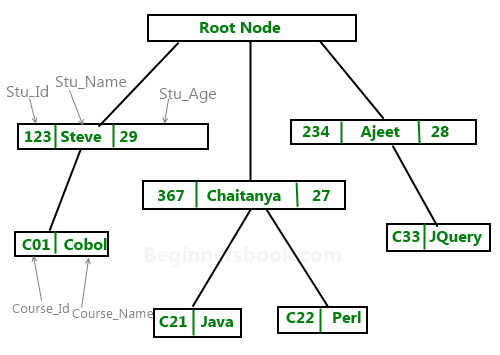 Root Node
Stu_Id
Stu_Name
Stu_Age
123 Steve 29
234 Ajeet 28
367 Chaitanya 27
C01 Cobol
C33 JQuery
Beginnersbook.com
Course_Id
Course_Name
C21 Java
C22 Perl